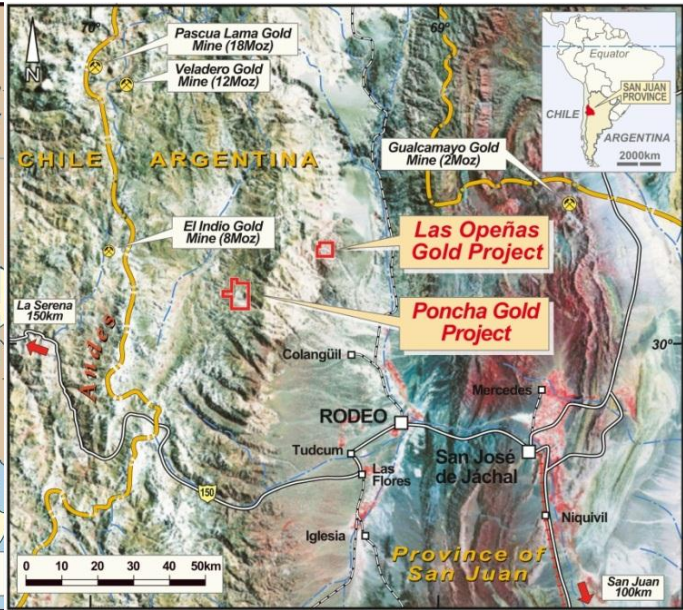 70º
69º
N
Pascua Lama Gold
Mine (18Moz)
Veladero Gold
Mine (12Moz)
CHILE
ARGENTINA
Equator
SAN JUAN
PROVINCE
CHILE
ARGENTINA
2000km
Gualcamayo Gold
Mine (2Moz)
El Indio Gold
Mine (8Moz)
Las Opeñas
Gold Project
Poncha Gold
Project
La Serena
150km
Andes
30º
Colangüil
Mercedes
RODEO
Tudcum
San José
de Jáchal
Las
Flores
150
Niquivil
Iglesia
Province of
San Juan
0 10 20 30 40 50km
San Juan
100km